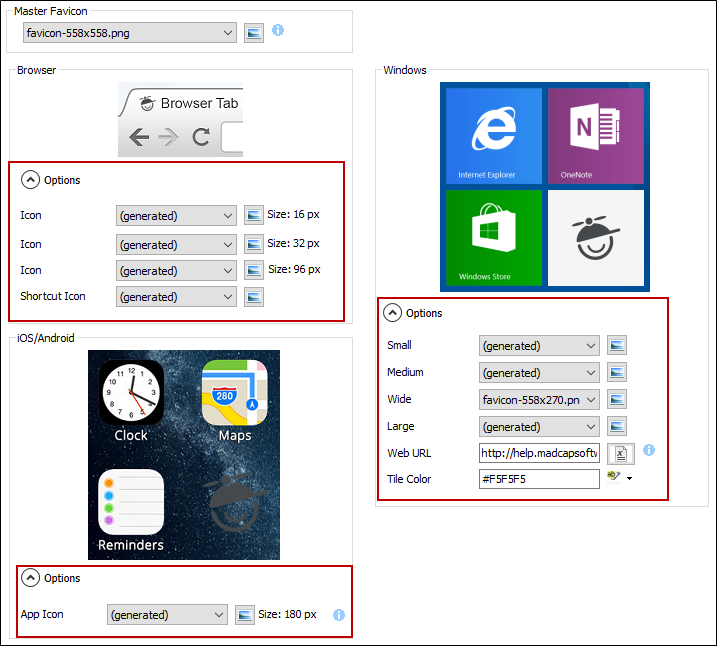 Master Favicon
favicon-558x558.png
Browser
Browser Tab
Options
Icon (generated) Size: 16 px
Icon (generated) Size: 32 px
Icon (generated) Size: 96 px
Shortcut Icon (generated)
iOS/Android
280
Clock Maps
Reminders
Options
App Icon (generated) Size: 180 px
Windows
Internet Explorer OneNote
Windows Store
Options
Small (generated)
Medium (generated)
Wide favicon-558x270.pn
Large (generated)
Web URL http://help.madcapsoftw
Tile Color #F5F5F5